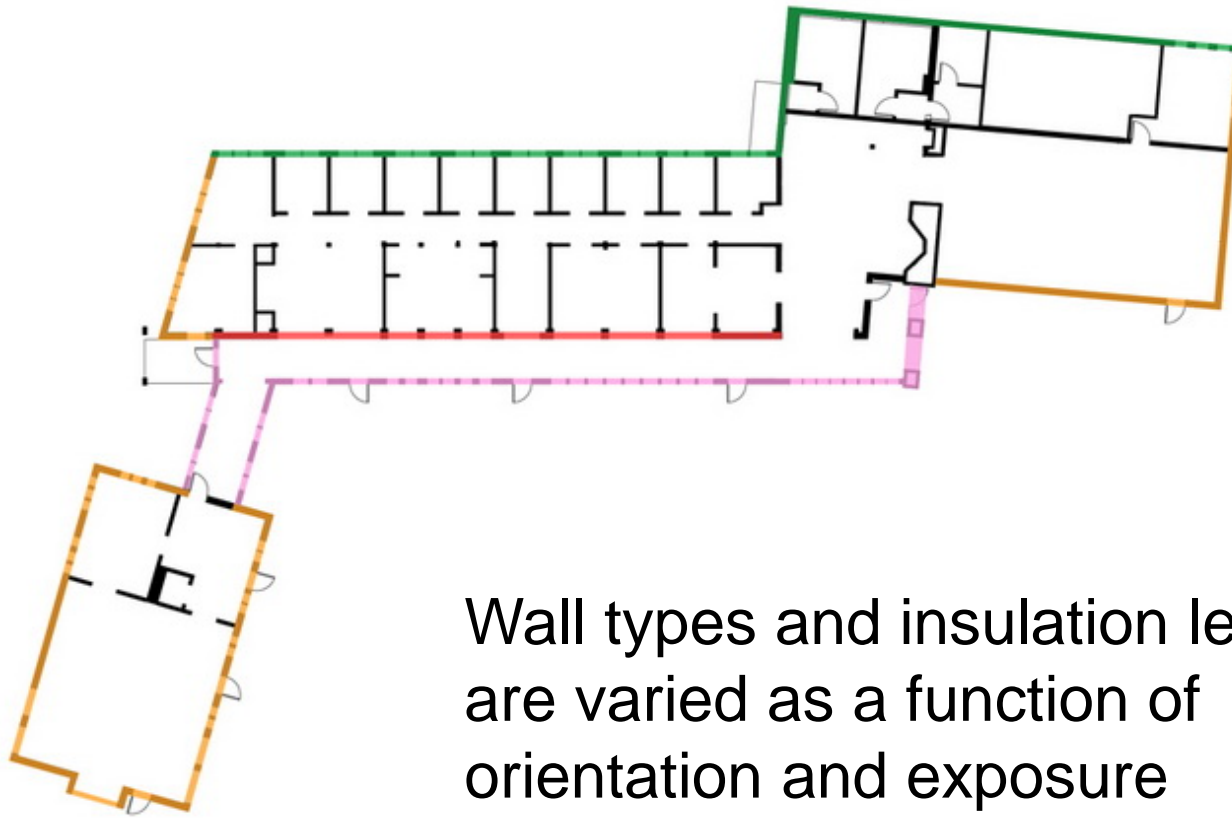 Wall types and insulation le
are varied as a function of
orientation and exposure